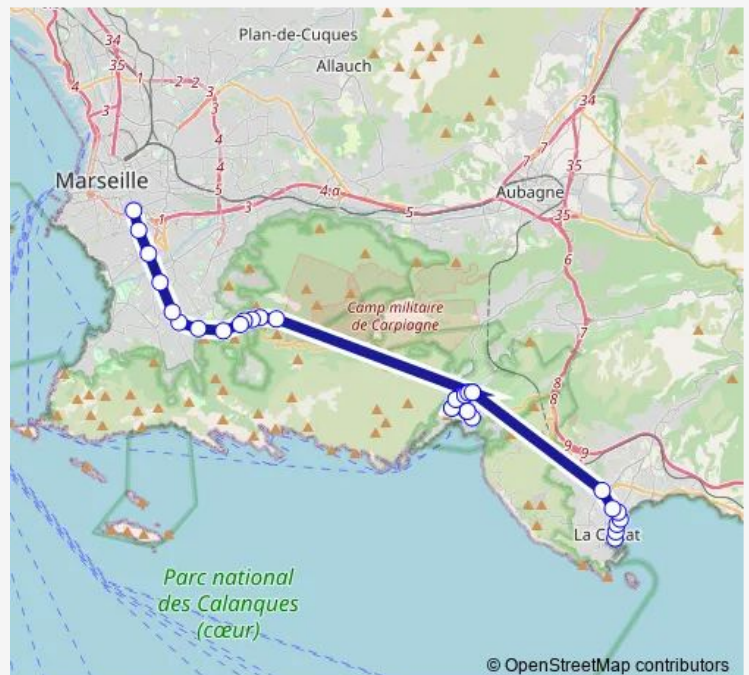 34
Plan-de-Cuques
35
Allauch
1
2
2
3
4
3
3
34
4
7
Marseille
4
7
35
5
Aubagne
4:a
1
3
5
35
6
Camp militaire
de Carpiagne
7
8
8
9
9
La C
at
Parc national
des Calanques
(cœur)
© OpenStreetMap contributors